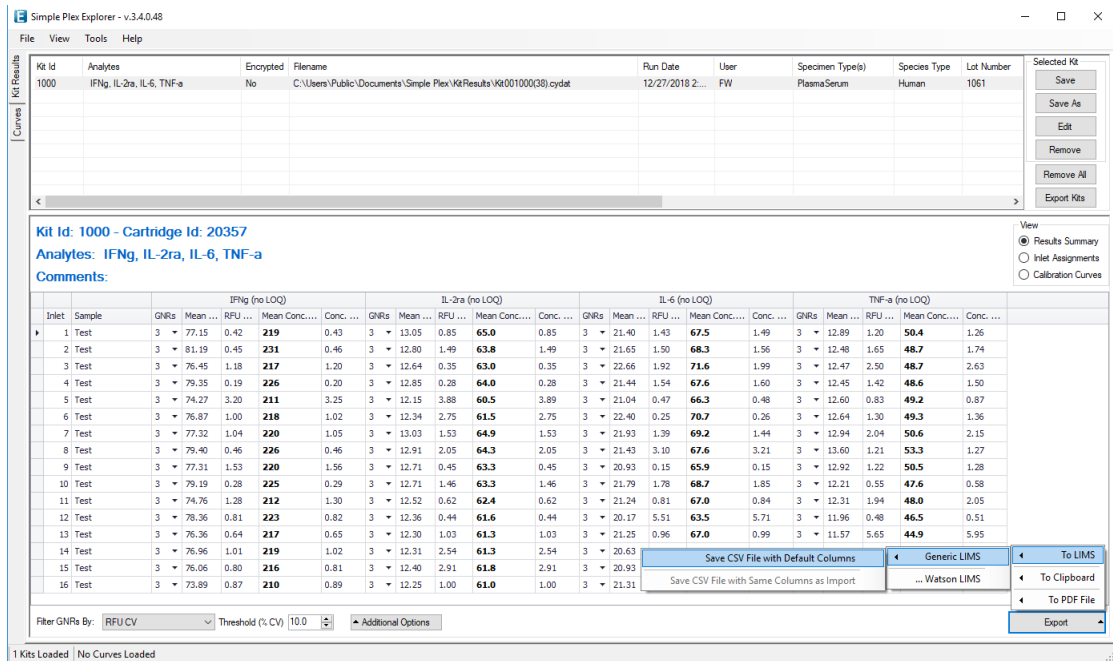 Simple Plex Explorer - v.3.4.0.48
File View Tools Help
Kit Results
Curves
Kit Id Analytes Encrypted Filename Run Date User Specimen Type(s) Species Type Lot Number
1000 IFNg, IL-2ra, IL-6, TNF-a No C:\Users\Public\Documents\Simple Plex\KitResults\Kit001000(38).cydat 12/27/2018 2:... FW PlasmaSerum Human 1061
Selected Kit
Save
Save As
Edit
Remove
Remove All
Export Kits
Kit Id: 1000 - Cartridge Id: 20357
Analytes: IFNg, IL-2ra, IL-6, TNF-a
Comments:
View
Results Summary
Inlet Assignments
Calibration Curves
IFNg (no LOQ) IL-2ra (no LOQ) IL-6 (no LOQ) TNF-a (no LOQ)
Inlet Sample GNRs Mean ... RFU ... Mean Conc.... Conc. ... GNRs Mean ... RFU ... Mean Conc.... Conc. ... GNRs Mean ... RFU ... Mean Conc.... Conc. ... GNRs Mean ... RFU ... Mean Conc.... Conc. ...
1 Test 3 77.15 0.42 219 0.43 3 13.05 0.85 65.0 0.85 3 21.40 1.43 67.5 1.49 3 12.89 1.20 50.4 1.26
2 Test 3 81.19 0.45 231 0.46 3 12.80 1.49 63.8 1.49 3 21.65 1.50 68.3 1.56 3 12.48 1.65 48.7 1.74
3 Test 3 76.45 1.18 217 1.20 3 12.64 0.35 63.0 0.35 3 22.66 1.92 71.6 1.99 3 12.47 2.50 48.7 2.63
4 Test 3 79.35 0.19 226 0.20 3 12.85 0.28 64.0 0.28 3 21.44 1.54 67.6 1.60 3 12.45 1.42 48.6 1.50
5 Test 3 74.27 3.20 211 3.25 3 12.15 3.88 60.5 3.89 3 21.04 0.47 66.3 0.48 3 12.60 0.83 49.2 0.87
6 Test 3 76.87 1.00 218 1.02 3 12.34 2.75 61.5 2.75 3 22.40 0.25 70.7 0.26 3 12.64 1.30 49.3 1.36
7 Test 3 77.32 1.04 220 1.05 3 13.03 1.53 64.9 1.53 3 21.93 1.39 69.2 1.44 3 12.94 2.04 50.6 2.15
8 Test 3 79.40 0.46 226 0.46 3 12.91 2.05 64.3 2.05 3 21.43 3.10 67.6 3.21 3 13.60 1.21 53.3 1.27
9 Test 3 77.31 1.53 220 1.56 3 12.71 0.45 63.3 0.45 3 20.93 0.15 65.9 0.15 3 12.92 1.22 50.5 1.28
10 Test 3 79.19 0.28 225 0.29 3 12.71 1.46 63.3 1.46 3 21.79 1.78 68.7 1.85 3 12.21 0.55 47.6 0.58
11 Test 3 74.76 1.28 212 1.30 3 12.52 0.62 62.4 0.62 3 21.24 0.81 67.0 0.84 3 12.31 1.94 48.0 2.05
12 Test 3 78.36 0.81 223 0.82 3 12.36 0.44 61.6 0.44 3 20.17 5.51 63.5 5.71 3 11.96 0.48 46.5 0.51
13 Test 3 76.36 0.64 217 0.65 3 12.30 1.03 61.3 1.03 3 21.25 0.96 67.0 0.99 3 11.57 5.65 44.9 5.95
14 Test 3 76.96 1.01 219 1.02 3 12.31 2.54 61.3 2.54 3 20.63
15 Test 3 76.06 0.80 216 0.81 3 12.40 2.91 61.8 2.91 3 20.93
16 Test 3 73.89 0.87 210 0.89 3 12.25 1.00 61.0 1.00 3 21.31
Save CSV File with Default Columns
Save CSV File with Same Columns as Import
Generic LIMS
... Watson LIMS
To LIMS
To Clipboard
To PDF File
Filter GNRs By: RFU CV Threshold (% CV) 10.0 Additional Options Export
1 Kits Loaded No Curves Loaded